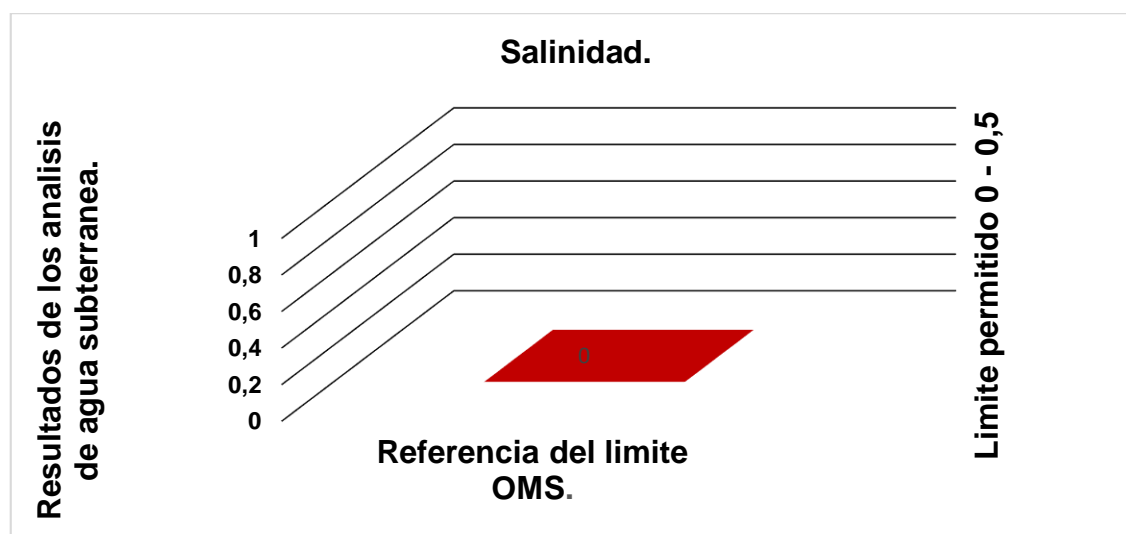 Salinidad.
Resultados de los analisis
de agua subterranea.
1
0,8
0,6
0,4
0,2
0
0
Referencia del limite
OMS.
Limite permitido 0 - 0,5